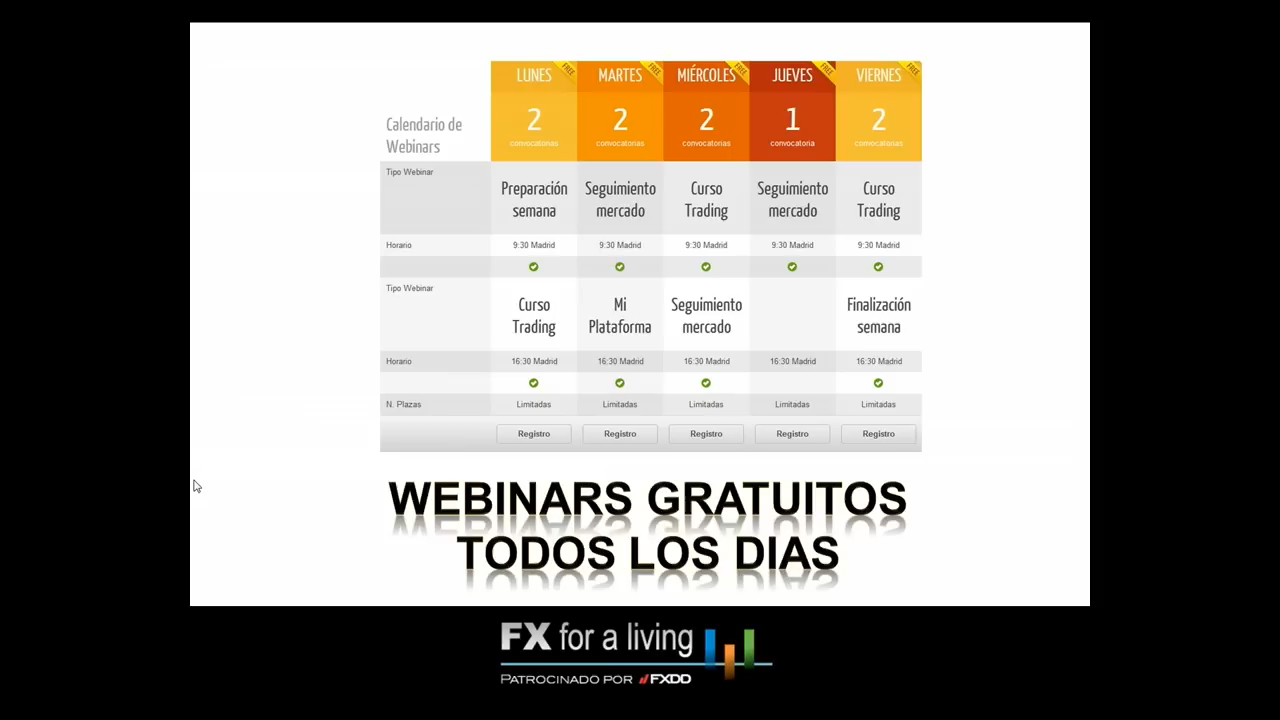 LUNES FREE MARTES FREE MIÉRCOLES FREE JUEVES FREE VIERNES FREE
2 2 2 1 2
convocatorias convocatorias convocatorias convocatoria convocatorias
Calendario de
Webinars
Tipo Webinar
Preparación Seguimiento Curso Seguimiento Curso
semana mercado Trading mercado Trading
Horario 9:30 Madrid 9:30 Madrid 9:30 Madrid 9:30 Madrid 9:30 Madrid
Tipo Webinar
Curso Mi Seguimiento Finalización
Trading Plataforma mercado semana
Horario 16:30 Madrid 16:30 Madrid 16:30 Madrid 16:30 Madrid 16:30 Madrid
N. Plazas Limitadas Limitadas Limitadas Limitadas Limitadas
Registro Registro Registro Registro Registro
WEBINARS GRATUITOS
TODOS LOS DIAS
FX for a living
PATROCINADO POR FXDD